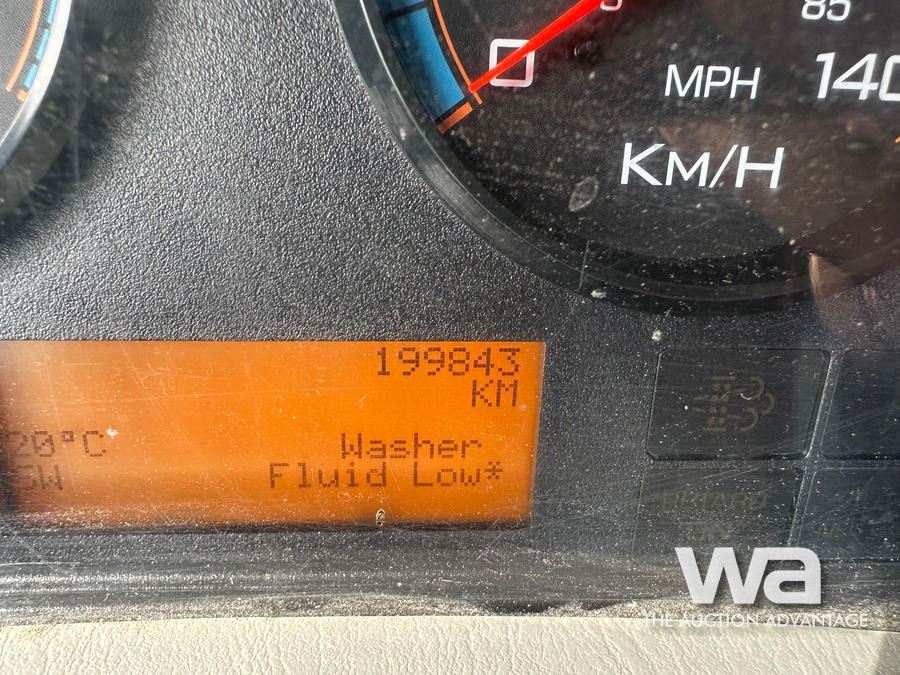 0
85
MPH 140
KM/H
199843
KM
20°C Washer
SW Fluid Low*
wa
THE AUCTION ADVANTAGE